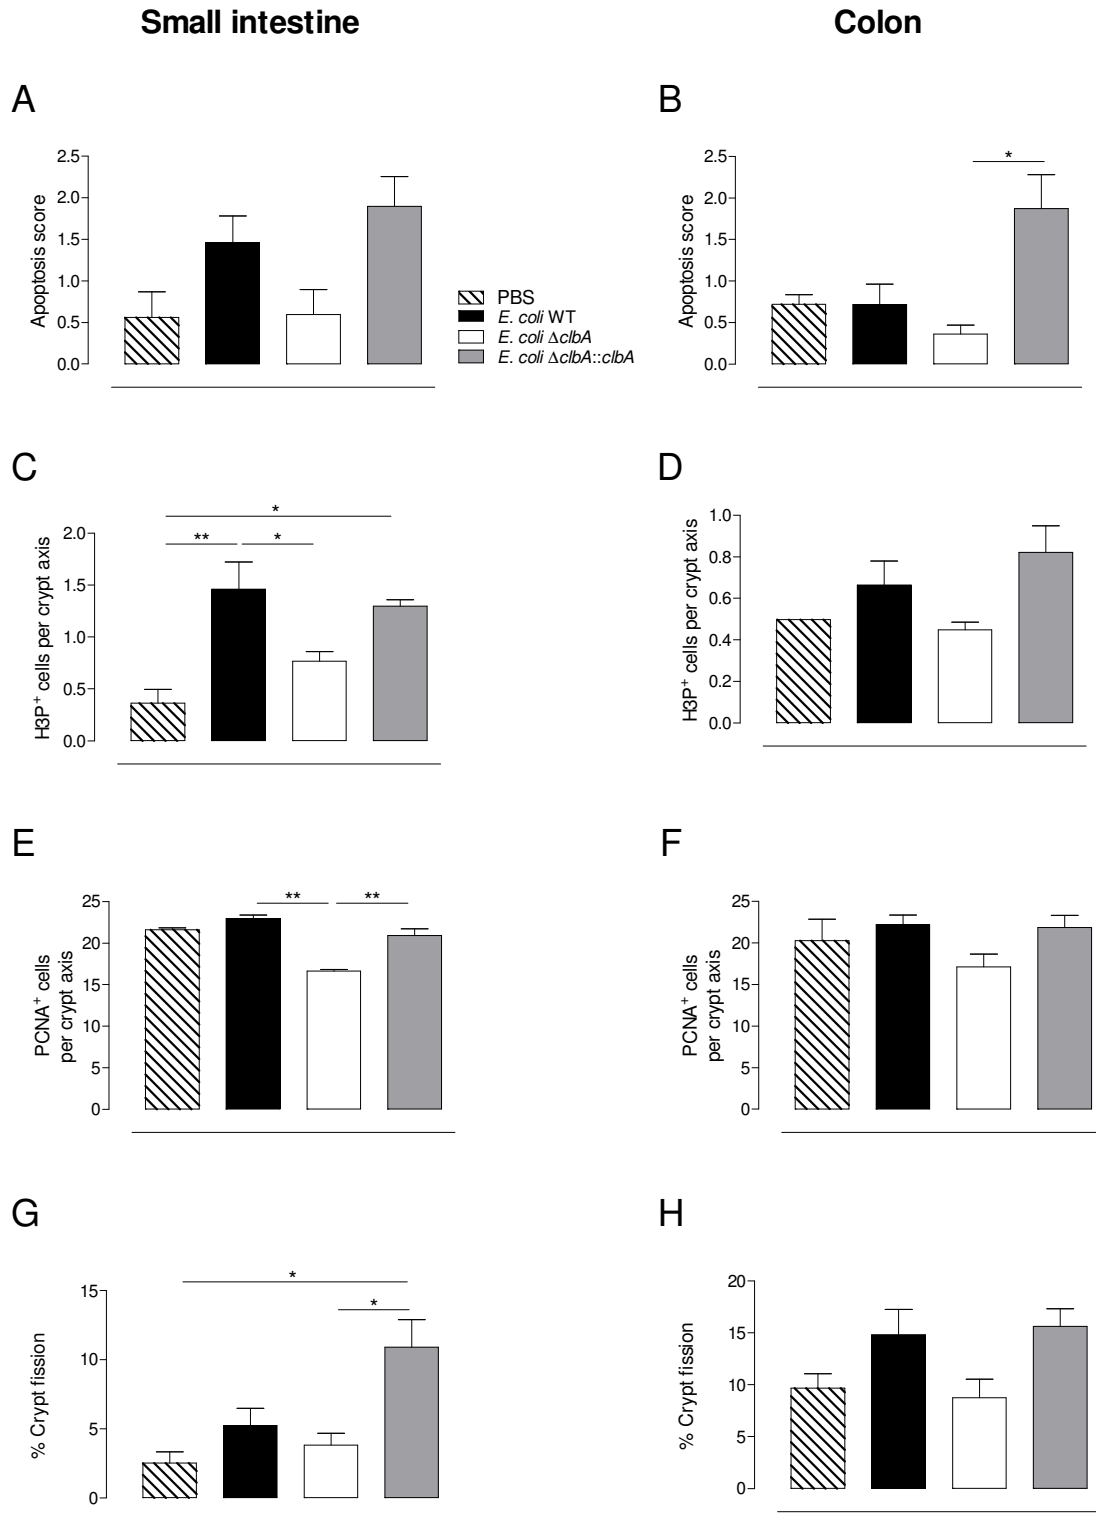 Small intestine
Colon
A
Apoptosis score
2.5
2.0
1.5
1.0
0.5
0.0
PBS
E. coli WT
E. coli ΔclbA
E. coli ΔclbA::clbA
B
Apoptosis score
2.5
2.0
1.5
1.0
0.5
0.0
*
C
H3P+ cells per crypt axis
2.0
1.5
1.0
0.5
0.0
*
**
*
D
H3P+ cells per crypt axis
1.0
0.8
0.6
0.4
0.2
0.0
E
PCNA+ cells
per crypt axis
25
20
15
10
5
0
**
**
F
PCNA+ cells
per crypt axis
25
20
15
10
5
0
G
% Crypt fission
15
10
5
0
*
*
H
% Crypt fission
20
15
10
5
0